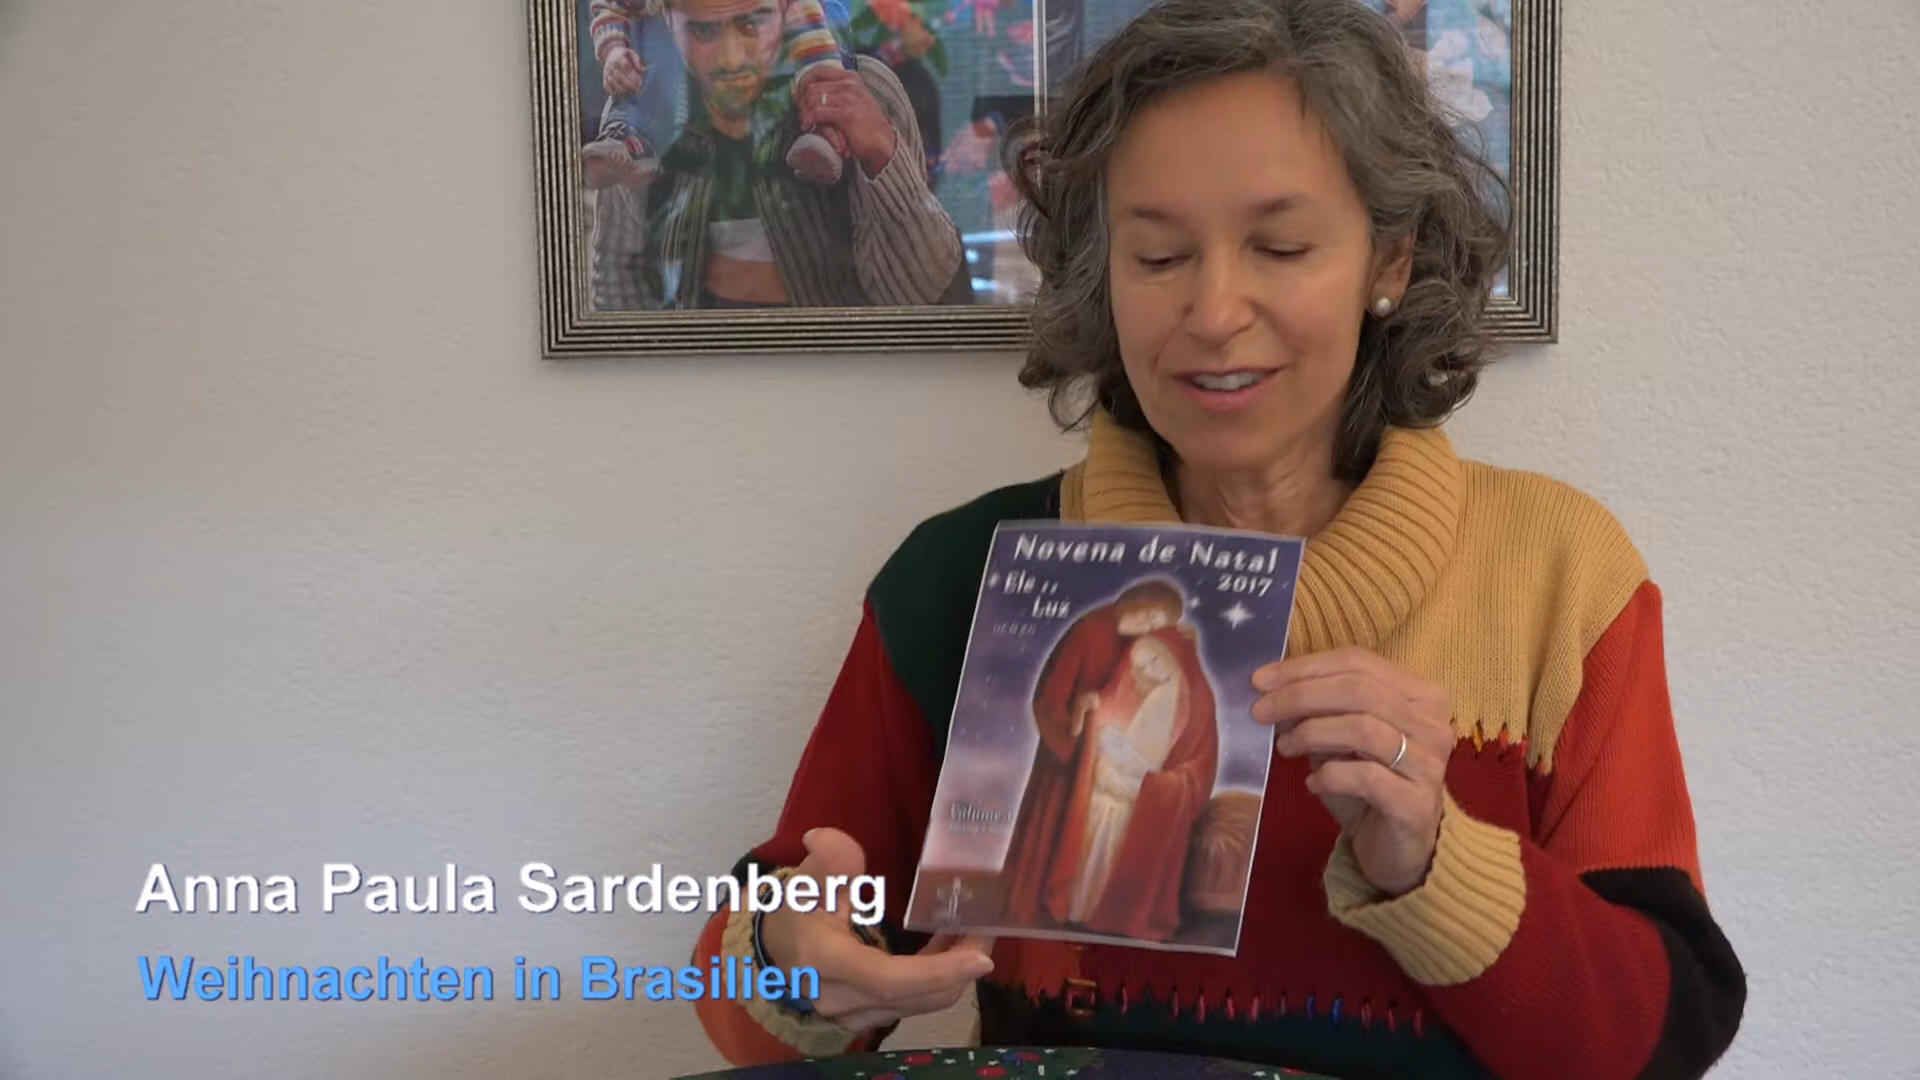 Novena de Natal
2017
Ele
Luz
Anna Paula Sardenberg
Weihnachten in Brasilien